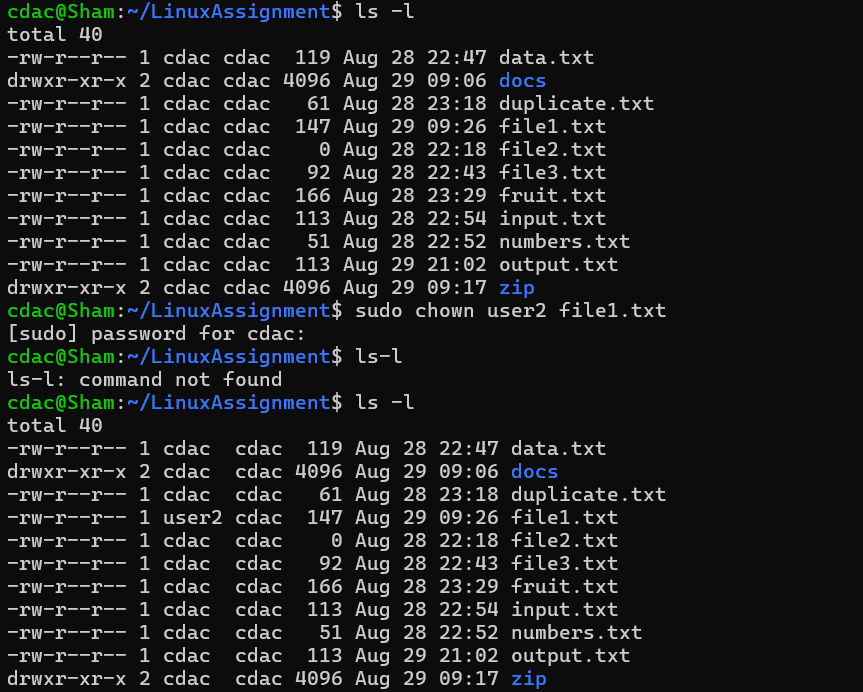 cdac@Sham:~/LinuxAssignment$ ls -l
total 40
-rw-r--r-- 1 cdac cdac  119 Aug 28 22:47 data.txt
drwxr-xr-x 2 cdac cdac 4096 Aug 29 09:06 docs
-rw-r--r-- 1 cdac cdac   61 Aug 28 23:18 duplicate.txt
-rw-r--r-- 1 cdac cdac  147 Aug 29 09:26 file1.txt
-rw-r--r-- 1 cdac cdac    0 Aug 28 22:18 file2.txt
-rw-r--r-- 1 cdac cdac   92 Aug 28 22:43 file3.txt
-rw-r--r-- 1 cdac cdac  166 Aug 28 23:29 fruit.txt
-rw-r--r-- 1 cdac cdac  113 Aug 28 22:54 input.txt
-rw-r--r-- 1 cdac cdac   51 Aug 28 22:52 numbers.txt
-rw-r--r-- 1 cdac cdac  113 Aug 29 21:02 output.txt
drwxr-xr-x 2 cdac cdac 4096 Aug 29 09:17 zip
cdac@Sham:~/LinuxAssignment$ sudo chown user2 file1.txt
[sudo] password for cdac:
cdac@Sham:~/LinuxAssignment$ ls-l
ls-l: command not found
cdac@Sham:~/LinuxAssignment$ ls -l
total 40
-rw-r--r-- 1 cdac  cdac  119 Aug 28 22:47 data.txt
drwxr-xr-x 2 cdac  cdac 4096 Aug 29 09:06 docs
-rw-r--r-- 1 cdac  cdac   61 Aug 28 23:18 duplicate.txt
-rw-r--r-- 1 user2 cdac  147 Aug 29 09:26 file1.txt
-rw-r--r-- 1 cdac  cdac    0 Aug 28 22:18 file2.txt
-rw-r--r-- 1 cdac  cdac   92 Aug 28 22:43 file3.txt
-rw-r--r-- 1 cdac  cdac  166 Aug 28 23:29 fruit.txt
-rw-r--r-- 1 cdac  cdac  113 Aug 28 22:54 input.txt
-rw-r--r-- 1 cdac  cdac   51 Aug 28 22:52 numbers.txt
-rw-r--r-- 1 cdac  cdac  113 Aug 29 21:02 output.txt
drwxr-xr-x 2 cdac  cdac 4096 Aug 29 09:17 zip